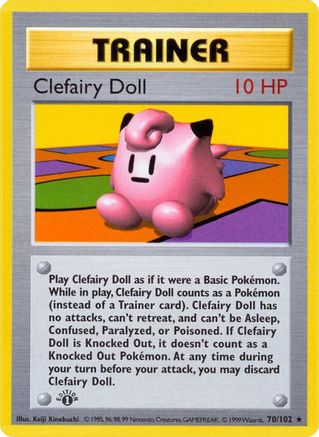 TRAINER
Clefairy Doll 10 HP
Play Clefairy Doll as if it were a Basic Pokémon.
While in play, Clefairy Doll counts as a Pokémon
(instead of a Trainer card). Clefairy Doll has
no attacks, can't retreat, and can't be Asleep,
Confused, Paralyzed, or Poisoned. If Clefairy
Doll is Knocked Out, it doesn't count as a
Knocked Out Pokémon. At any time during
your turn before your attack, you may discard
Clefairy Doll.
EDITION
1
Illus. Keiji Kinebuchi ©1995, 96, 98, 99 Nintendo, Creatures, GAMEFREAK. ©1999 Wizards. 70/102 ★